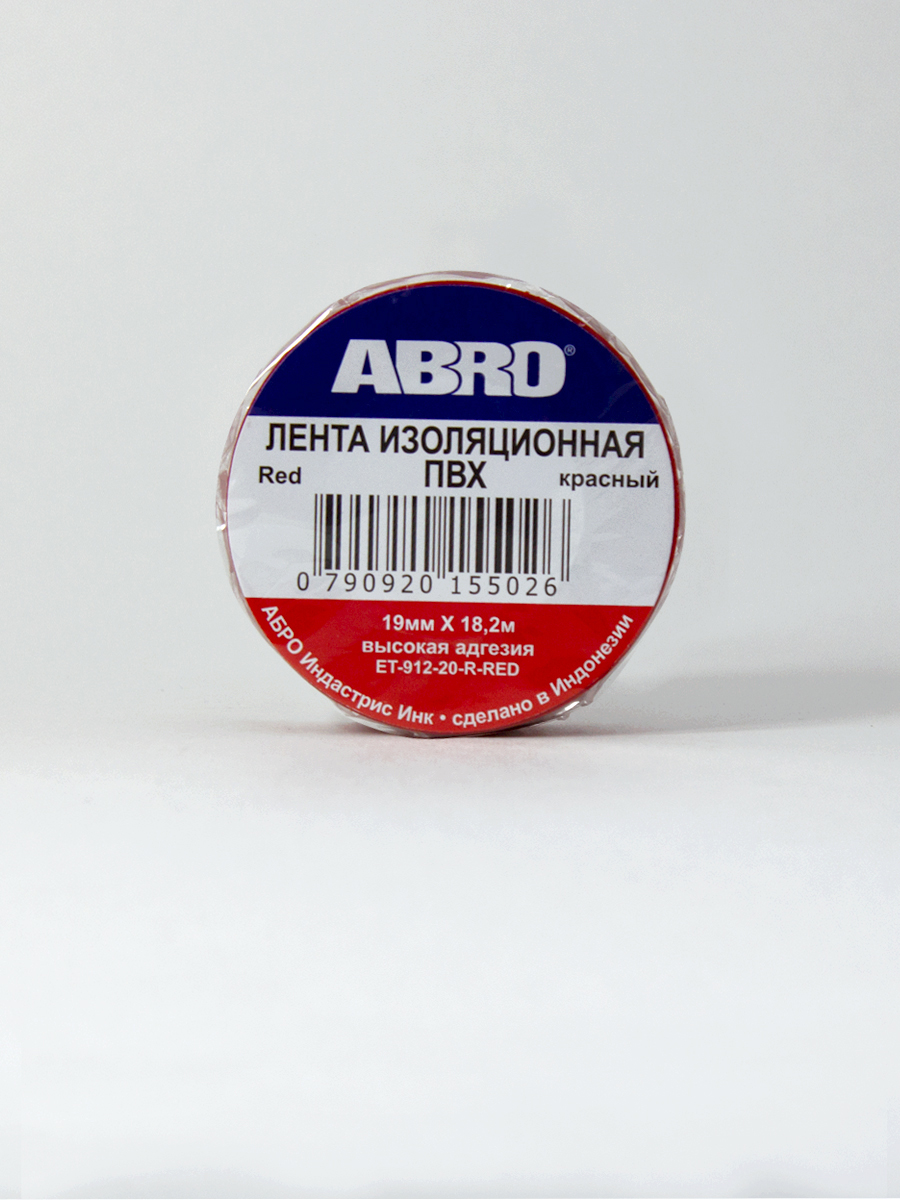 ABRO®
ЛЕНТА ИЗОЛЯЦИОННАЯ
Red ПВХ красный
0 790920 155026
19мм X 18,2м
высокая адгезия
ET-912-20-R-RED
АБРО Индастрис Инк • сделано в Индонезии